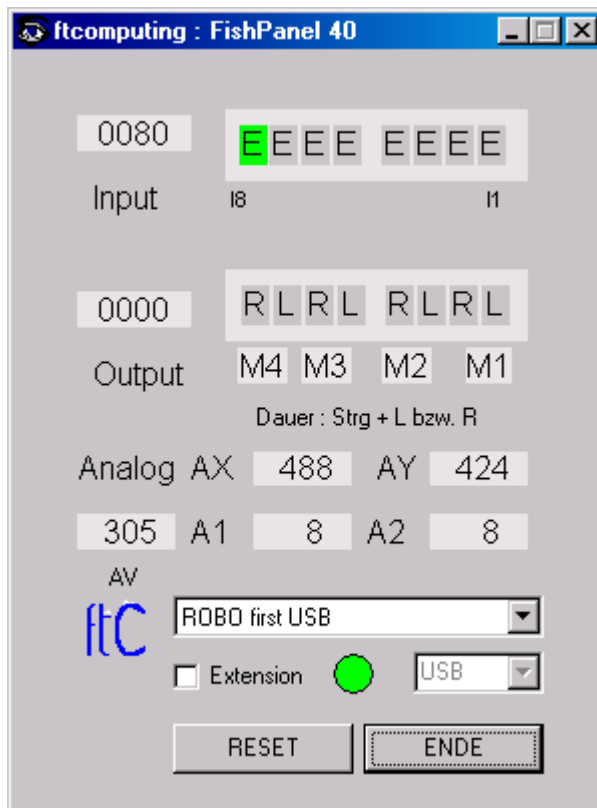 ftcomputing : FishPanel 40
0080 E E E E E E E E
Input I8 I1
0000 R L R L R L R L
Output M4 M3 M2 M1
Dauer : Strg + L bzw. R
Analog AX 488 AY 424
305 A1 8 A2 8
AV
ftC ROBO first USB
Extension USB
RESET ENDE